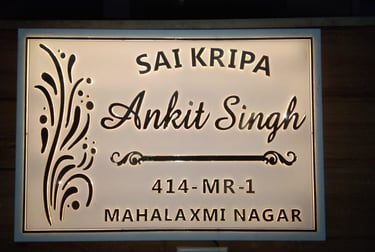 SAI KRIPA
Ankit Singh
414-MR-1
MAHALAXMI NAGAR